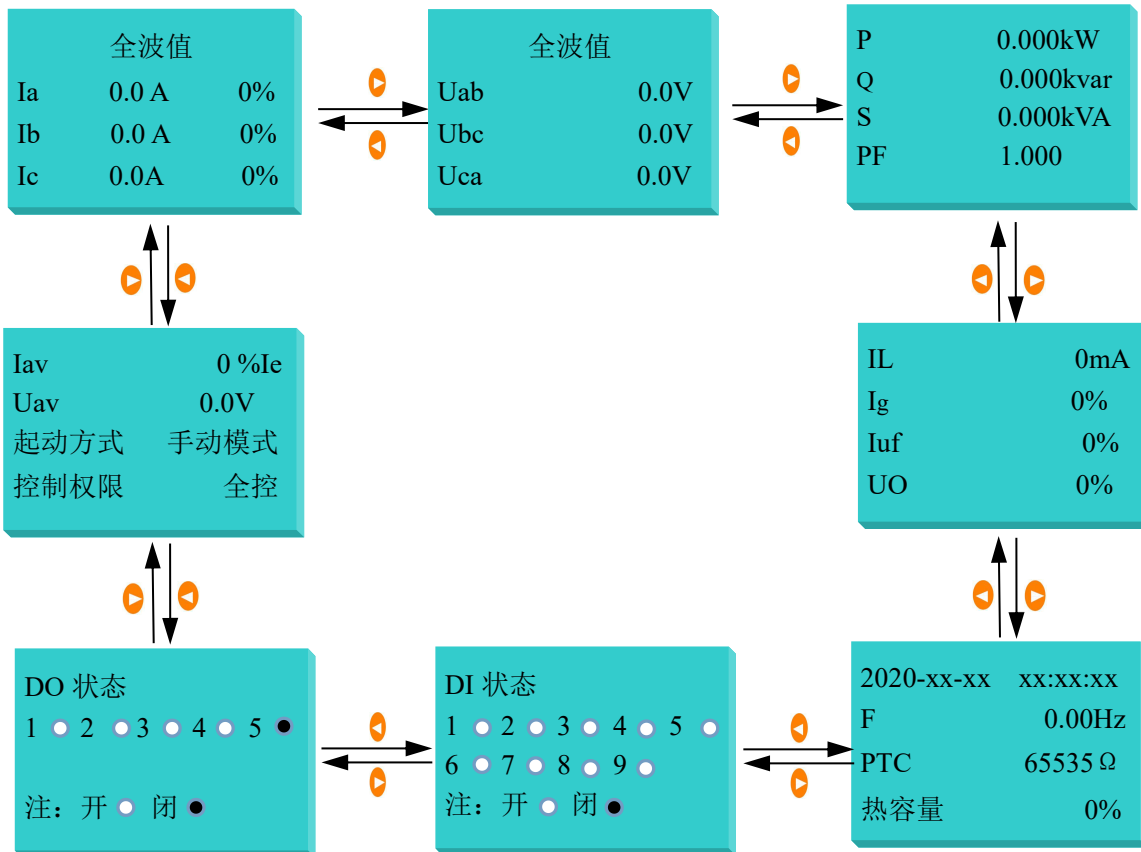 全波值
Ia 0.0 A 0%
Ib 0.0 A 0%
Ic 0.0A 0%
全波值
Uab 0.0V
Ubc 0.0V
Uca 0.0V
P 0.000kW
Q 0.000kvar
S 0.000kVA
PF 1.000
Iav 0 %Ie
Uav 0.0V
起动方式 手动模式
控制权限 全控
IL 0mA
Ig 0%
Iuf 0%
UO 0%
DO 状态
1 2 3 4 5
注：开 闭
DI 状态
1 2 3 4 5
6 7 8 9
注：开 闭
2020-xx-xx xx:xx:xx
F 0.00Hz
PTC 65535 Ω
热容量 0%